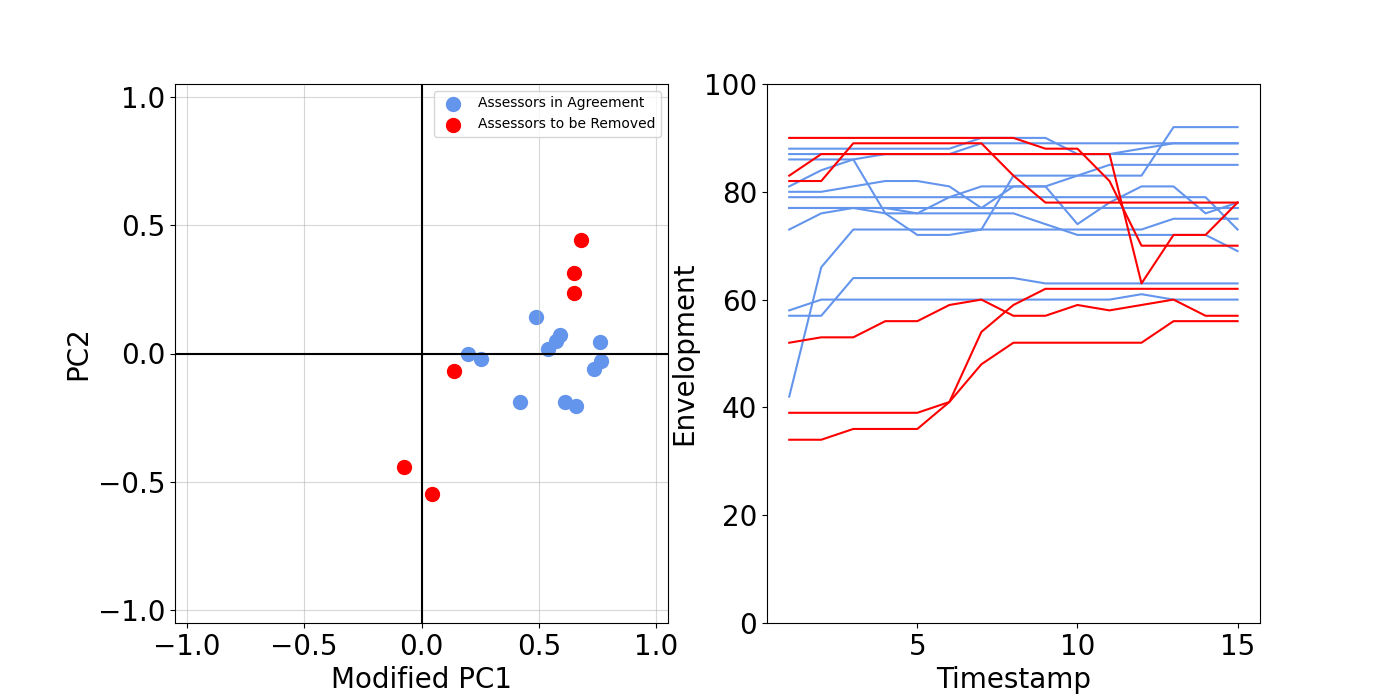 Assessors in Agreement
Assessors to be Removed
1.0
0.5
0.0
−0.5
−1.0
PC2
−1.0 −0.5 0.0 0.5 1.0
Modified PC1
100
80
60
40
20
0
Envelopment
5 10 15
Timestamp